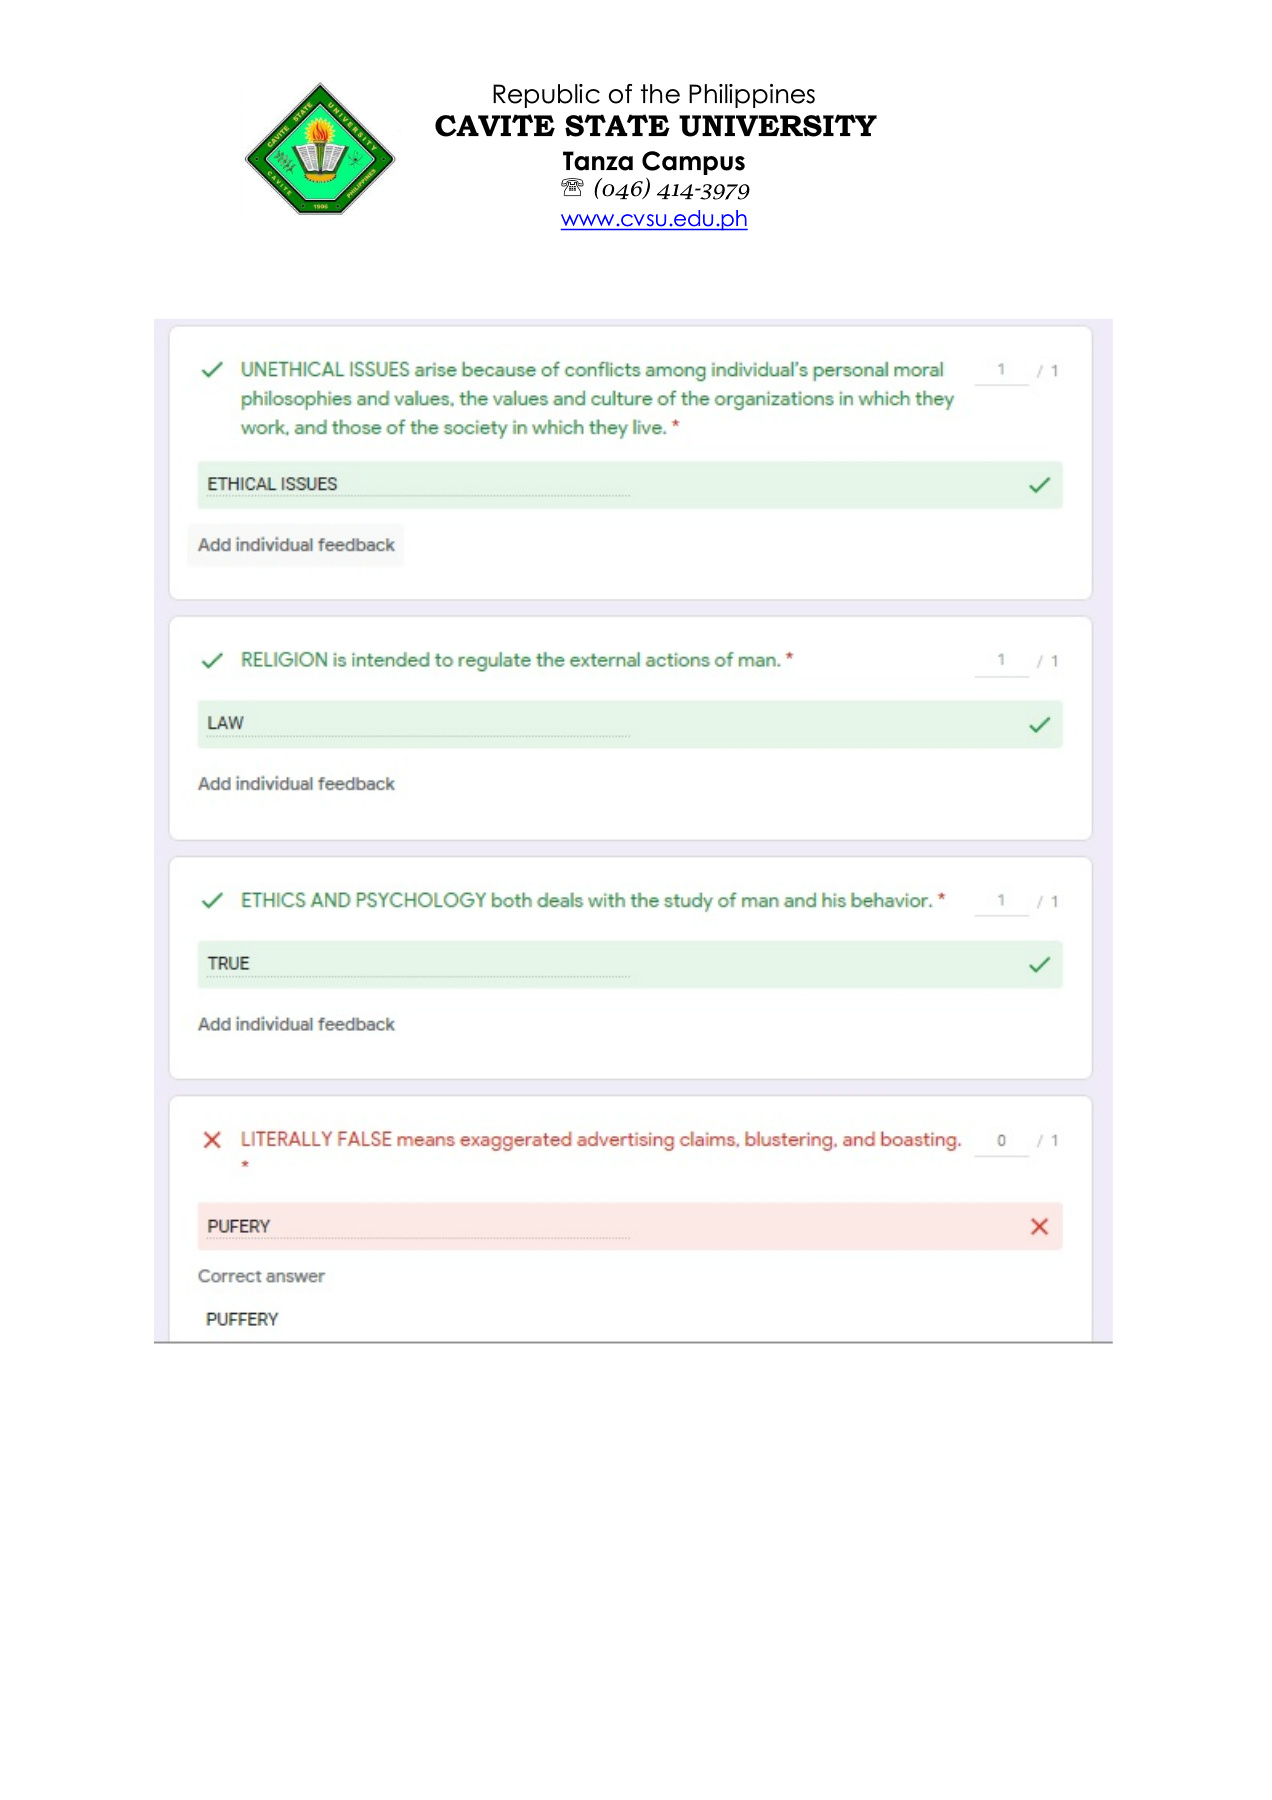 Republic of the Philippines
CAVITE STATE UNIVERSITY
Tanza Campus
☏ (046) 414-3979
www.cvsu.edu.ph
CAVITE STATE UNIVERSITY
CAVITE PHILIPPINES
1906
UNETHICAL ISSUES arise because of conflicts among individual's personal moral 1 / 1
philosophies and values, the values and culture of the organizations in which they
work, and those of the society in which they live. *
ETHICAL ISSUES
Add individual feedback
RELIGION is intended to regulate the external actions of man. * 1 / 1
LAW
Add individual feedback
ETHICS AND PSYCHOLOGY both deals with the study of man and his behavior. * 1 / 1
TRUE
Add individual feedback
LITERALLY FALSE means exaggerated advertising claims, blustering, and boasting. 0 / 1
*
PUFERY
Correct answer
PUFFERY